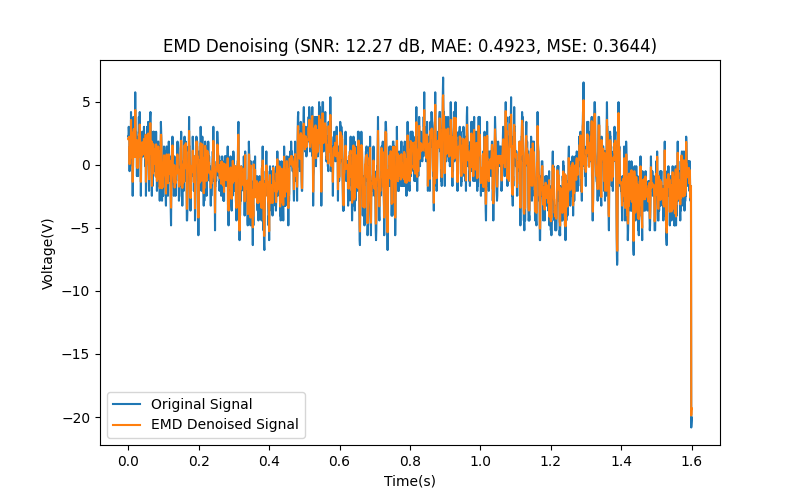 EMD Denoising (SNR: 12.27 dB, MAE: 0.4923, MSE: 0.3644)
5
0
−5
−10
−15
−20
Voltage(V)
Original Signal
EMD Denoised Signal
0.0 0.2 0.4 0.6 0.8 1.0 1.2 1.4 1.6
Time(s)